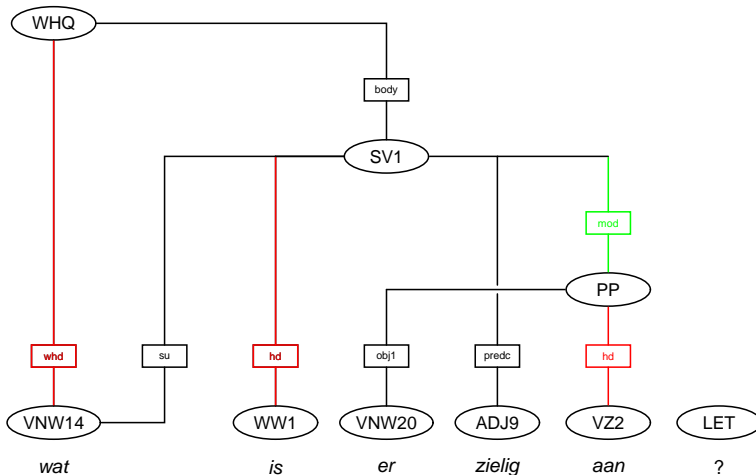 WHQ
body
SV1
mod
PP
whd su hd obj1 predc hd
VNW14 WW1 VNW20 ADJ9 VZ2 LET
wat is er zielig aan ?